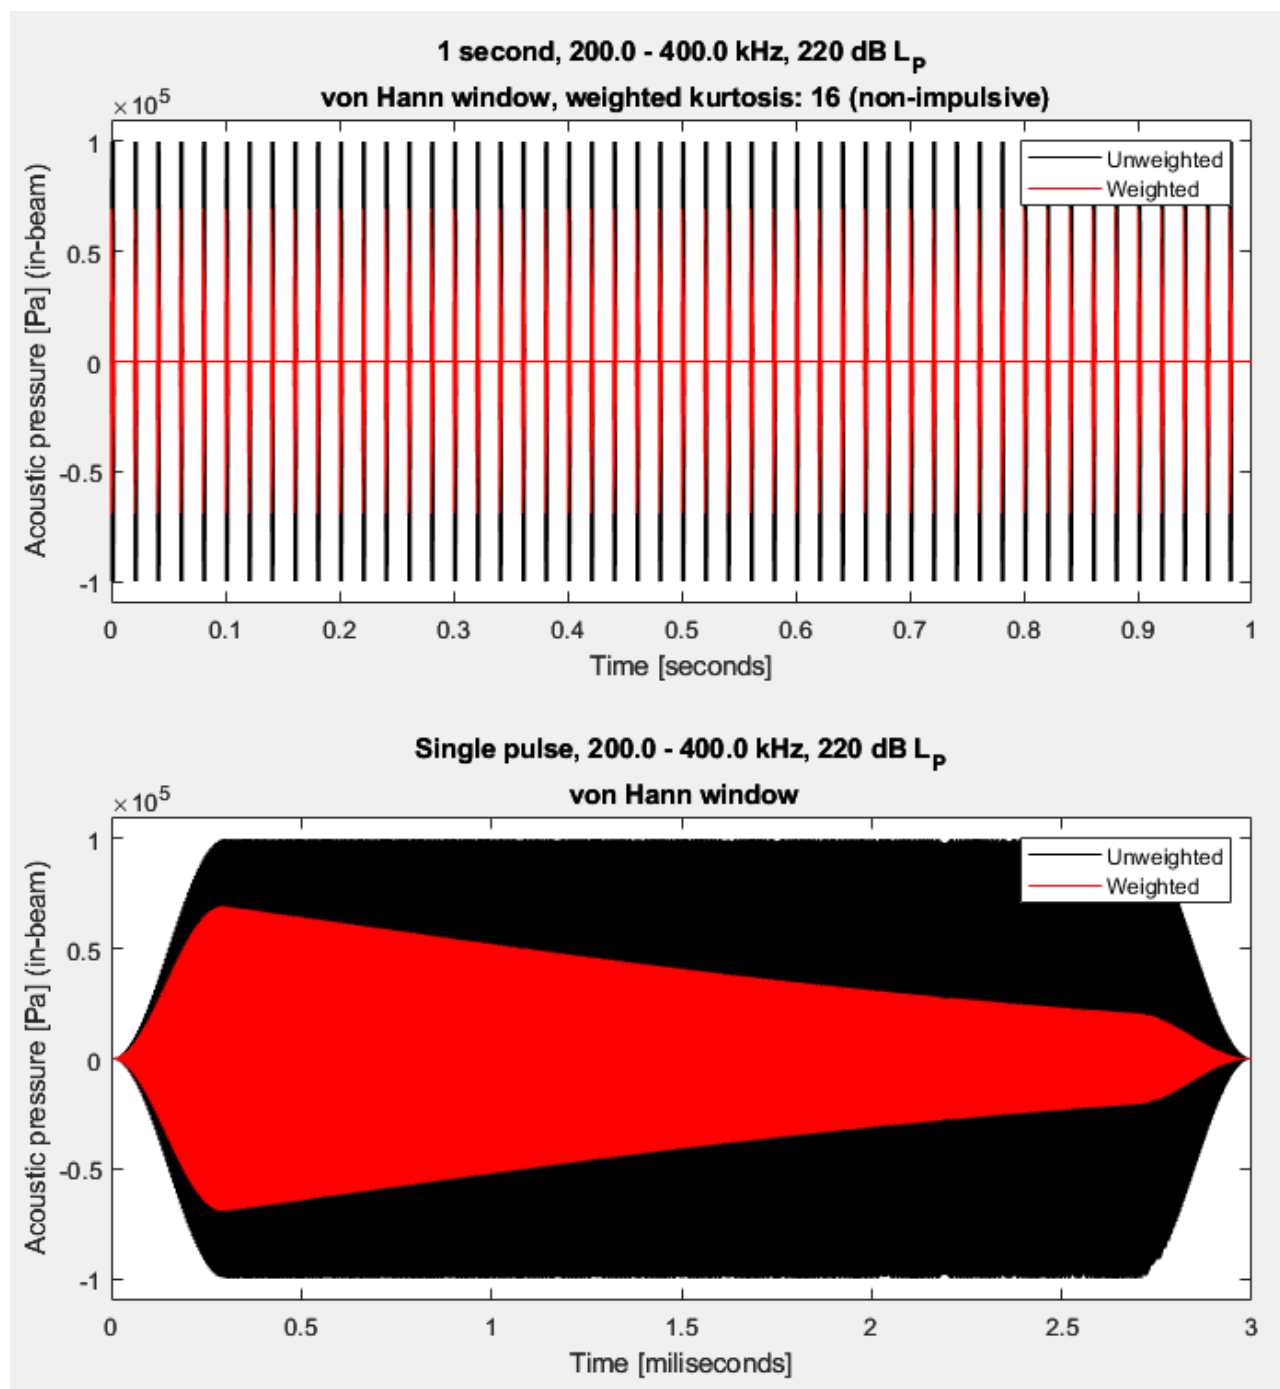 1 second, 200.0 - 400.0 kHz, 220 dB L_P
von Hann window, weighted kurtosis: 16 (non-impulsive)
×10^5
1
0.5
0
-0.5
-1
Acoustic pressure [Pa] (in-beam)
Unweighted
Weighted
0 0.1 0.2 0.3 0.4 0.5 0.6 0.7 0.8 0.9 1
Time [seconds]
Single pulse, 200.0 - 400.0 kHz, 220 dB L_P
von Hann window
×10^5
1
0.5
0
-0.5
-1
Acoustic pressure [Pa] (in-beam)
Unweighted
Weighted
0 0.5 1 1.5 2 2.5 3
Time [miliseconds]